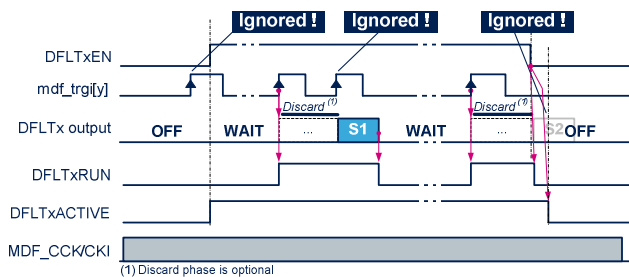 Ignored ! Ignored ! Ignored !
DFLTxEN
mdf_trgi[y]
Discard (1) Discard (1)
DFLTx output OFF WAIT ... S1 WAIT ... S2 OFF
DFLTxRUN
DFLTxACTIVE
MDF_CCK/CKI
(1) Discard phase is optional